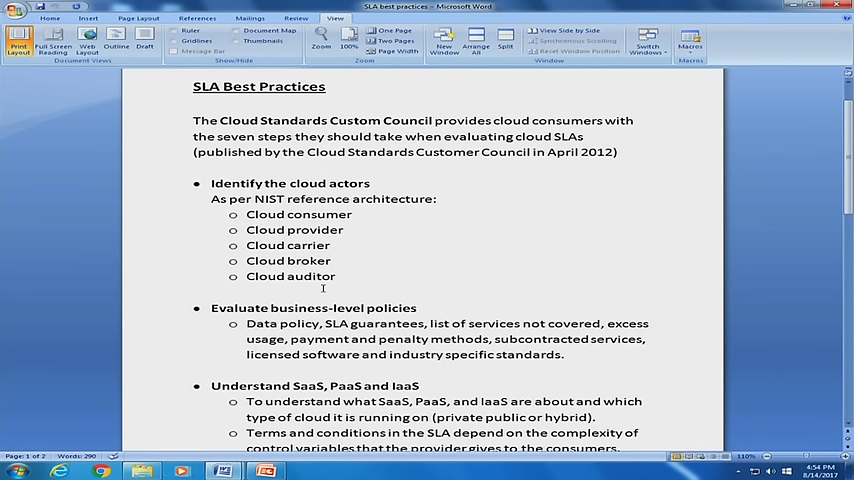 SLA best practices - Microsoft Word
Home Insert Page Layout References Mailings Review View
Ruler Document Map One Page View Side by Side
Gridlines Thumbnails Two Pages Synchronous Scrolling
Message Bar Page Width Reset Window Position
Print Layout Full Screen Reading Web Layout Outline Draft Zoom 100% New Window Arrange All Split Switch Windows Macros
Document Views Show/Hide Zoom Window Macros
SLA Best Practices
The Cloud Standards Custom Council provides cloud consumers with
the seven steps they should take when evaluating cloud SLAs
(published by the Cloud Standards Customer Council in April 2012)
• Identify the cloud actors
As per NIST reference architecture:
o Cloud consumer
o Cloud provider
o Cloud carrier
o Cloud broker
o Cloud auditor
• Evaluate business-level policies
o Data policy, SLA guarantees, list of services not covered, excess
usage, payment and penalty methods, subcontracted services,
licensed software and industry specific standards.
• Understand SaaS, PaaS and IaaS
o To understand what SaaS, PaaS, and IaaS are about and which
type of cloud it is running on (private public or hybrid).
o Terms and conditions in the SLA depend on the complexity of
control variables that the provider gives to the consumers.
Page: 1 of 2 Words: 290 110%
4:54 PM
8/14/2017